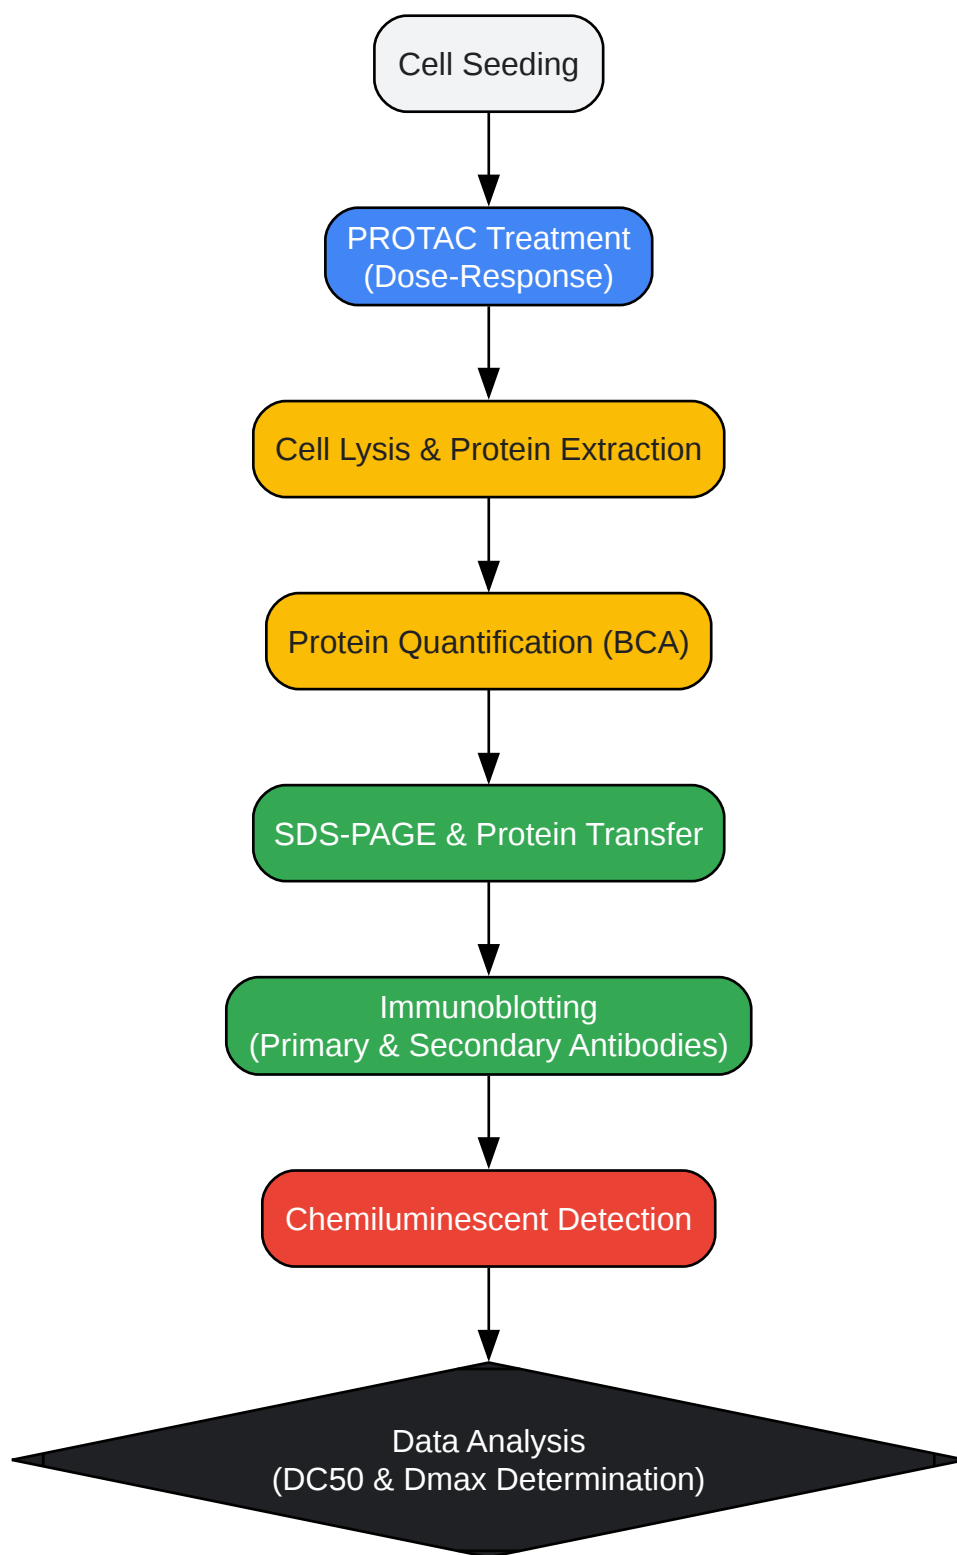 Cell Seeding
PROTAC Treatment
(Dose-Response)
Cell Lysis & Protein Extraction
Protein Quantification (BCA)
SDS-PAGE & Protein Transfer
Immunoblotting
(Primary & Secondary Antibodies)
Chemiluminescent Detection
Data Analysis
(DC50 & Dmax Determination)